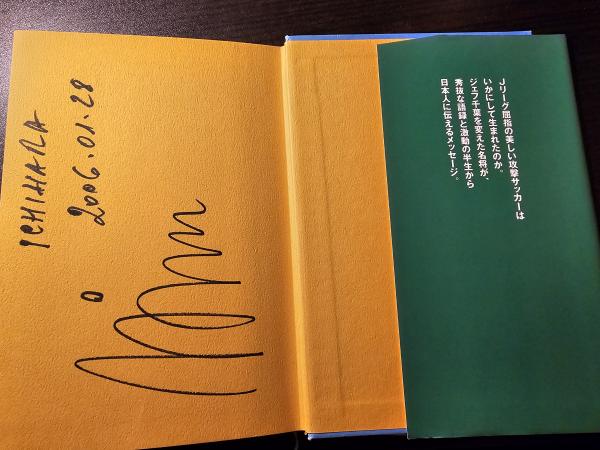 ICHIHARA
2006.01.28
Jリーグ屈指の美しい攻撃サッカーは
いかにして生まれたのか。
ジェフ千葉を変えた名将が、
秀抜な語録と激動の半生から
日本人に伝えるメッセージ。